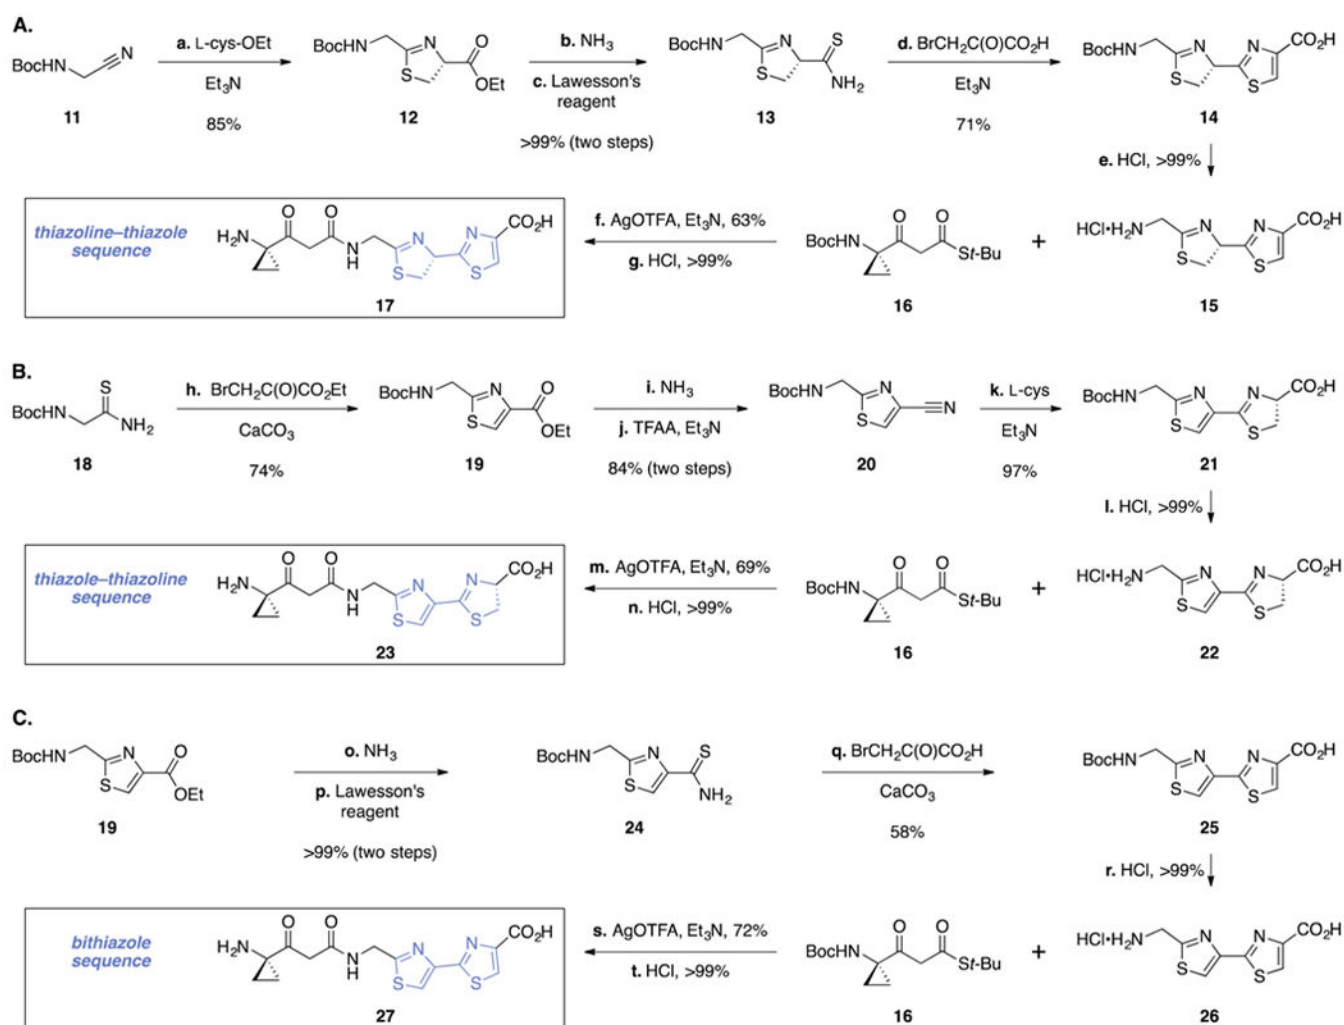 A.
BocHN N
11
a. L-cys-OEt
Et3N
85%
BocHN N S O OEt
12
b. NH3
c. Lawesson's
reagent
>99% (two steps)
BocHN N S S NH2
13
d. BrCH2C(O)CO2H
Et3N
71%
BocHN N S N S CO2H
14
e. HCl, >99%
thiazoline–thiazole
sequence
H2N O O N H N S N S CO2H
17
f. AgOTFA, Et3N, 63%
g. HCl, >99%
BocHN O O St-Bu
16
+
HCl•H2N N S N S CO2H
15
B.
BocHN S NH2
18
h. BrCH2C(O)CO2Et
CaCO3
74%
BocHN N S O OEt
19
i. NH3
j. TFAA, Et3N
84% (two steps)
BocHN N S N
20
k. L-cys
Et3N
97%
BocHN N S N S CO2H
21
l. HCl, >99%
thiazole–thiazoline
sequence
H2N O O N H N S N S CO2H
23
m. AgOTFA, Et3N, 69%
n. HCl, >99%
BocHN O O St-Bu
16
+
HCl•H2N N S N S CO2H
22
C.
BocHN N S O OEt
19
o. NH3
p. Lawesson's
reagent
>99% (two steps)
BocHN N S S NH2
24
q. BrCH2C(O)CO2H
CaCO3
58%
BocHN N S N S CO2H
25
r. HCl, >99%
bithiazole
sequence
H2N O O N H N S N S CO2H
27
s. AgOTFA, Et3N, 72%
t. HCl, >99%
BocHN O O St-Bu
16
+
HCl•H2N N S N S CO2H
26